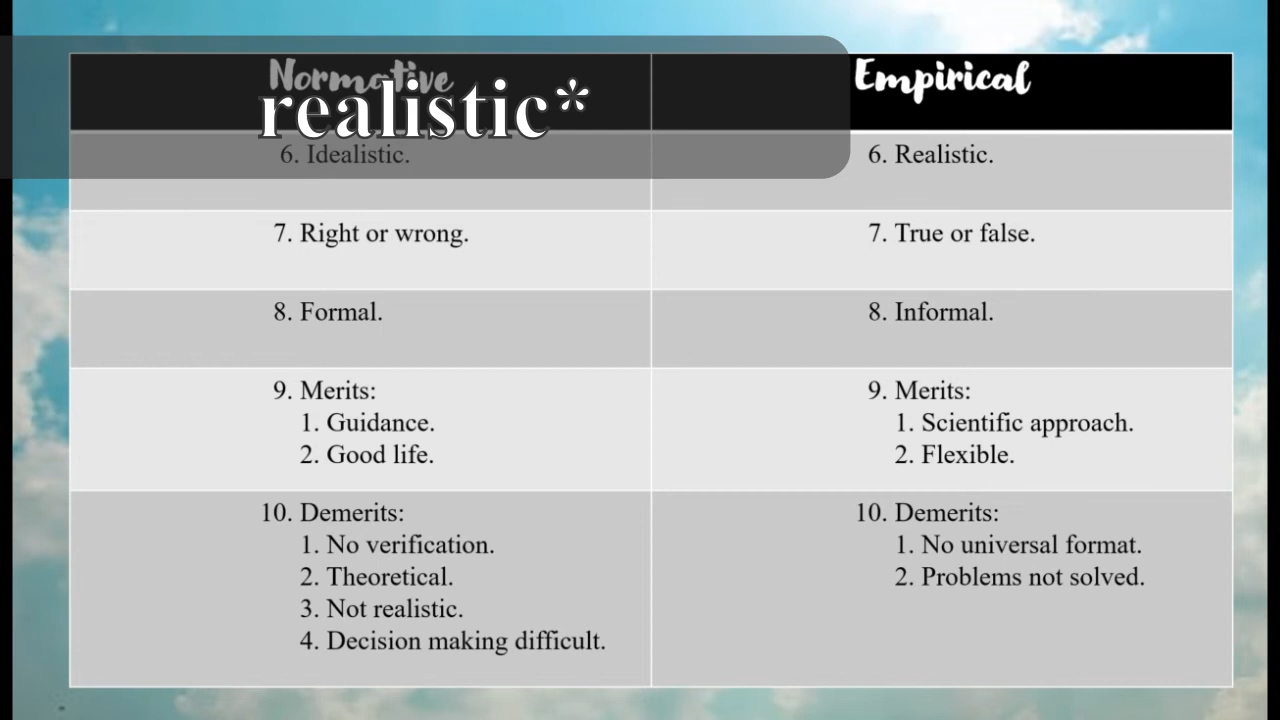 Normative
Empirical
realistic*
6. Idealistic.
6. Realistic.
7. Right or wrong.
7. True or false.
8. Formal.
8. Informal.
9. Merits:
1. Guidance.
2. Good life.
9. Merits:
1. Scientific approach.
2. Flexible.
10. Demerits:
1. No verification.
2. Theoretical.
3. Not realistic.
4. Decision making difficult.
10. Demerits:
1. No universal format.
2. Problems not solved.